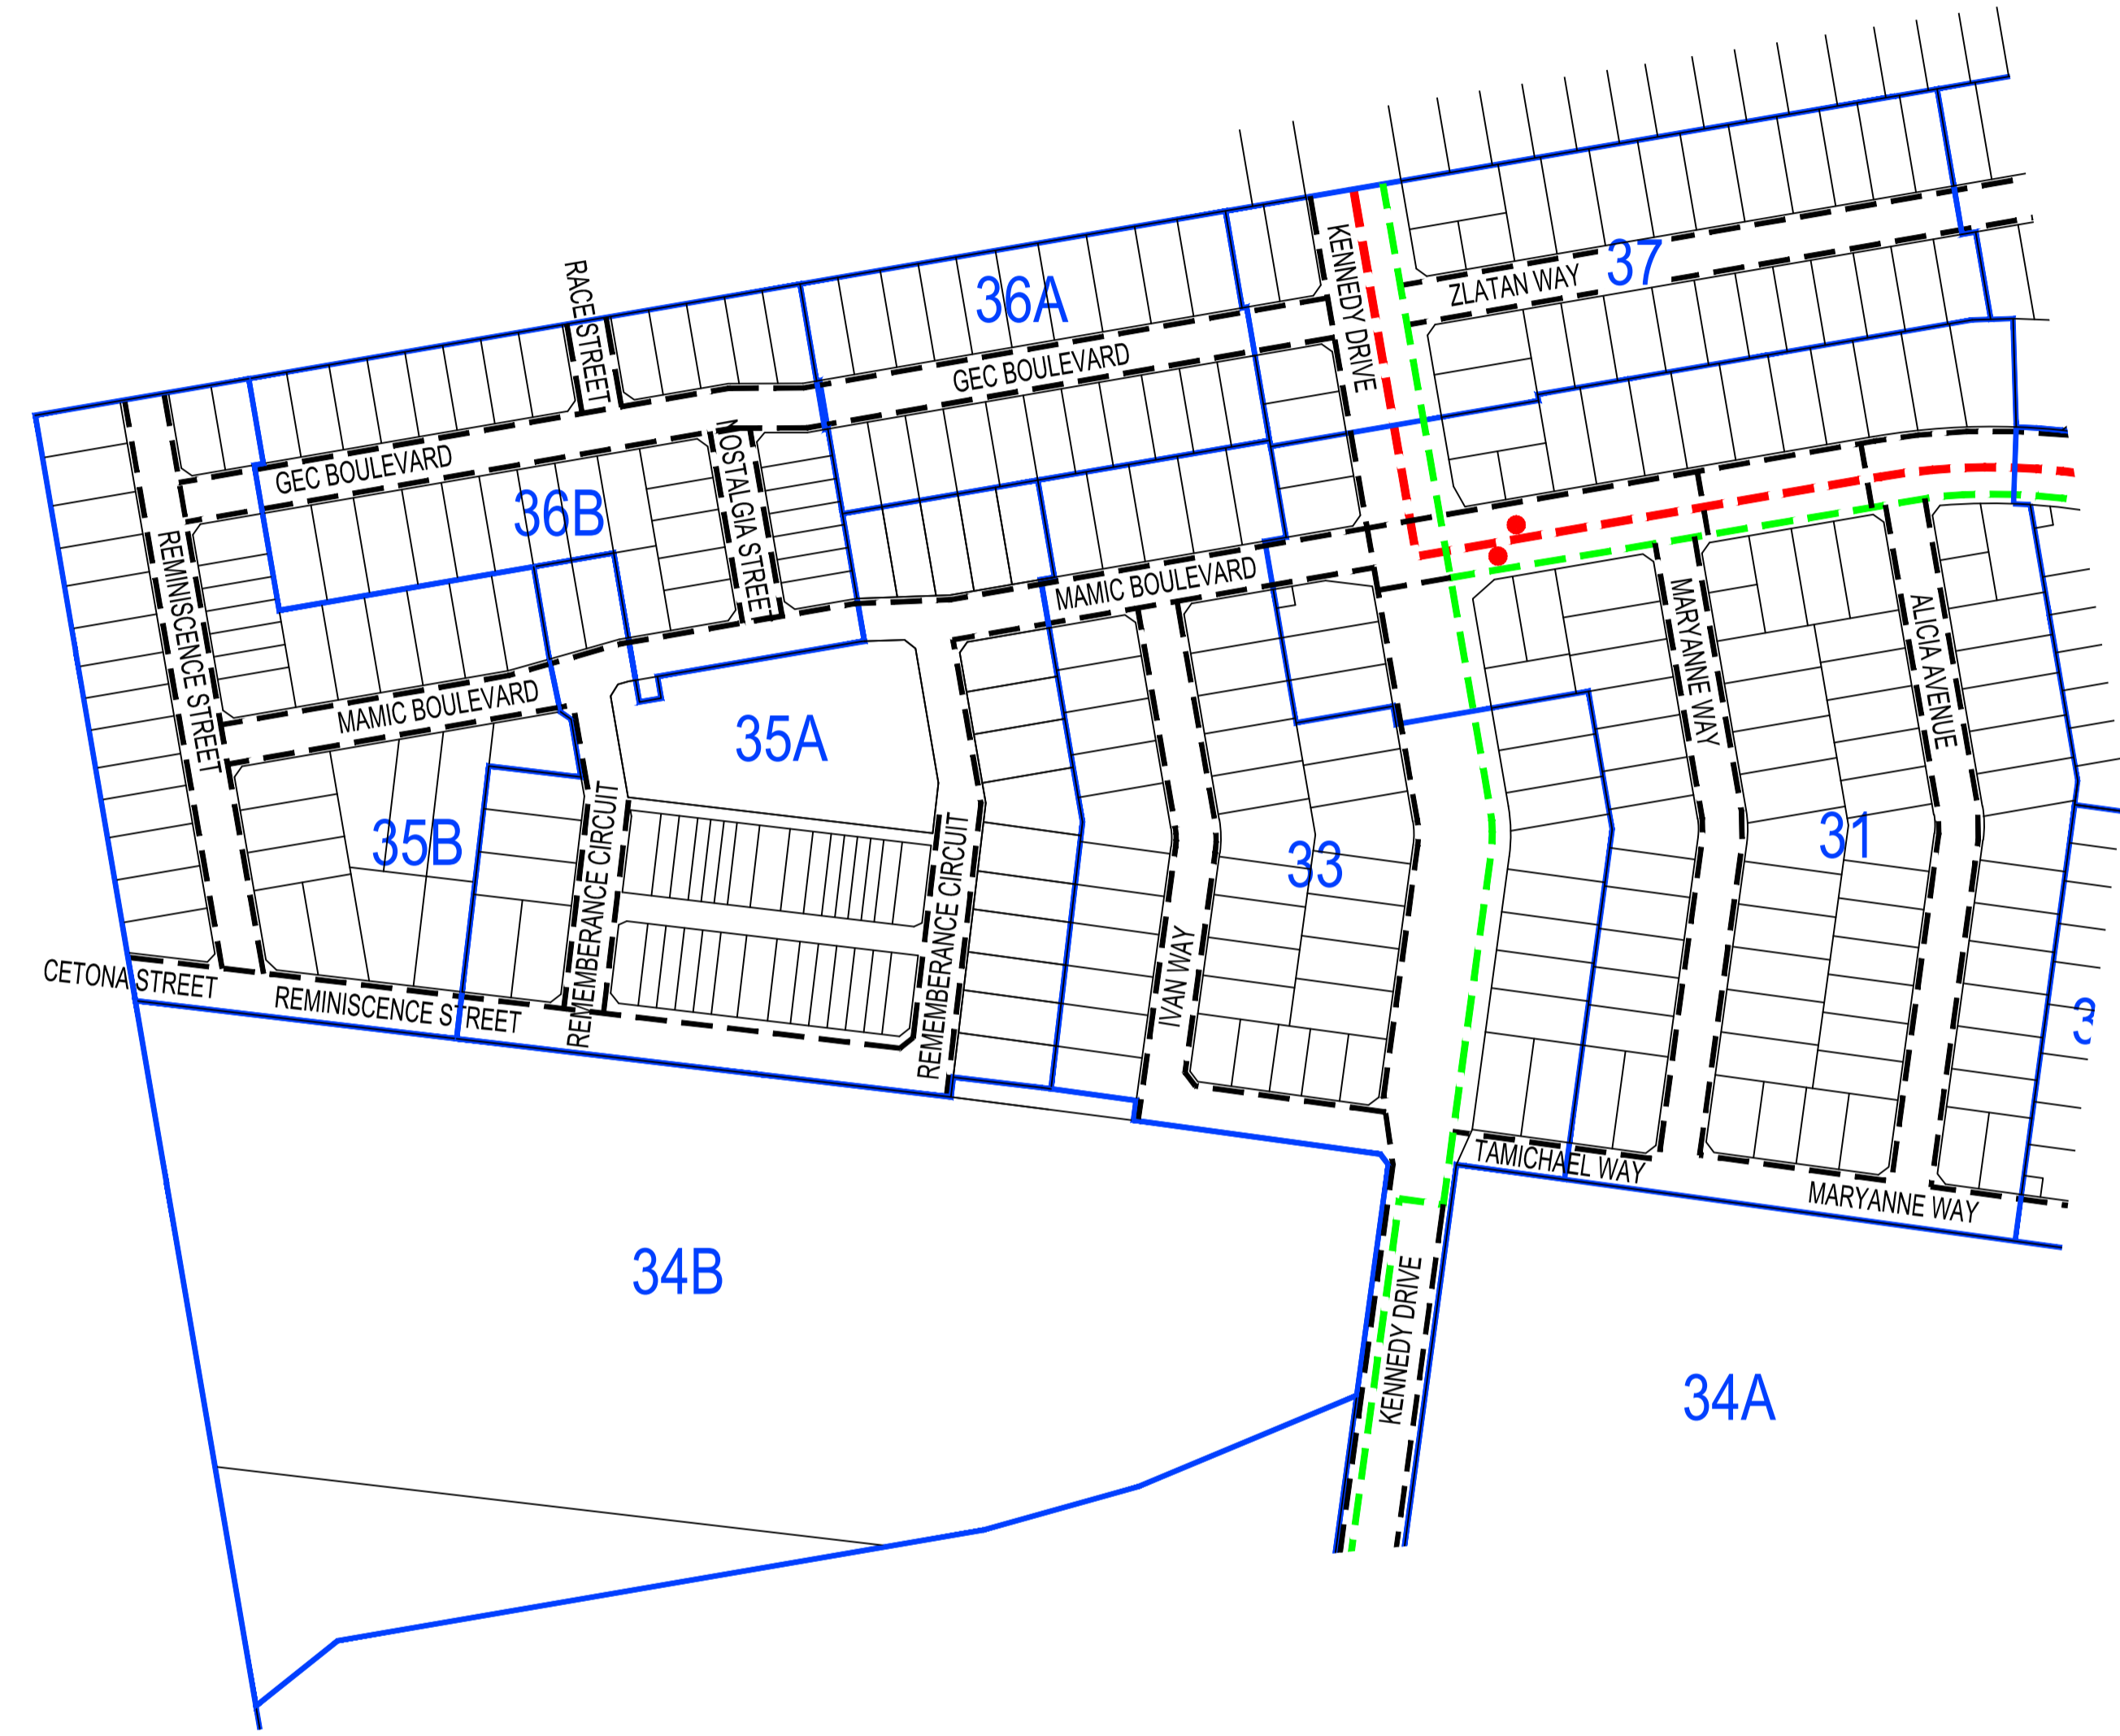 RACE STREET
KENNEDY DRIVE
37
ZLATAN WAY
36A
GEC BOULEVARD
GEC BOULEVARD
36B
NOSTALGIA STREET
REMINISCENCE STREET
MAMIC BOULEVARD
MAMIC BOULEVARD
MARYANNE WAY
ALICIA AVENUE
35A
35B
REMEMBERANCE CIRCUIT
REMEMBERANCE CIRCUIT
33
31
IVAN WAY
CETONA STREET
REMINISCENCE STREET
3
TAMICHAEL WAY
MARYANNE WAY
34B
KENNEDY DRIVE
34A